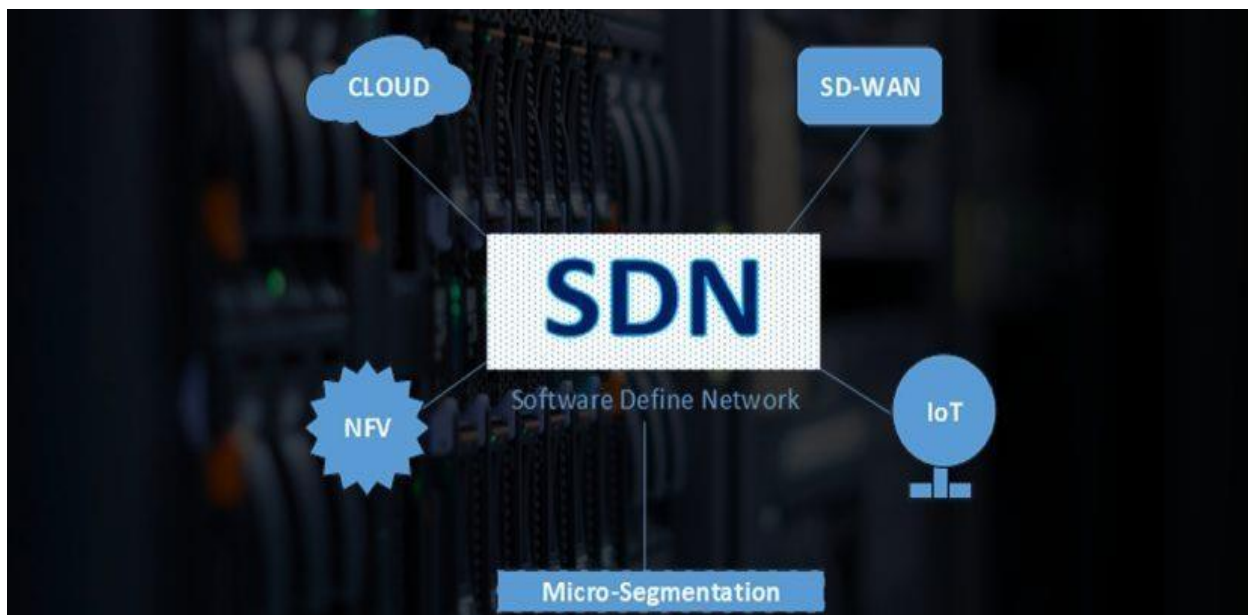 CLOUD
SD-WAN
SDN
Software Define Network
NFV
IoT
Micro-Segmentation